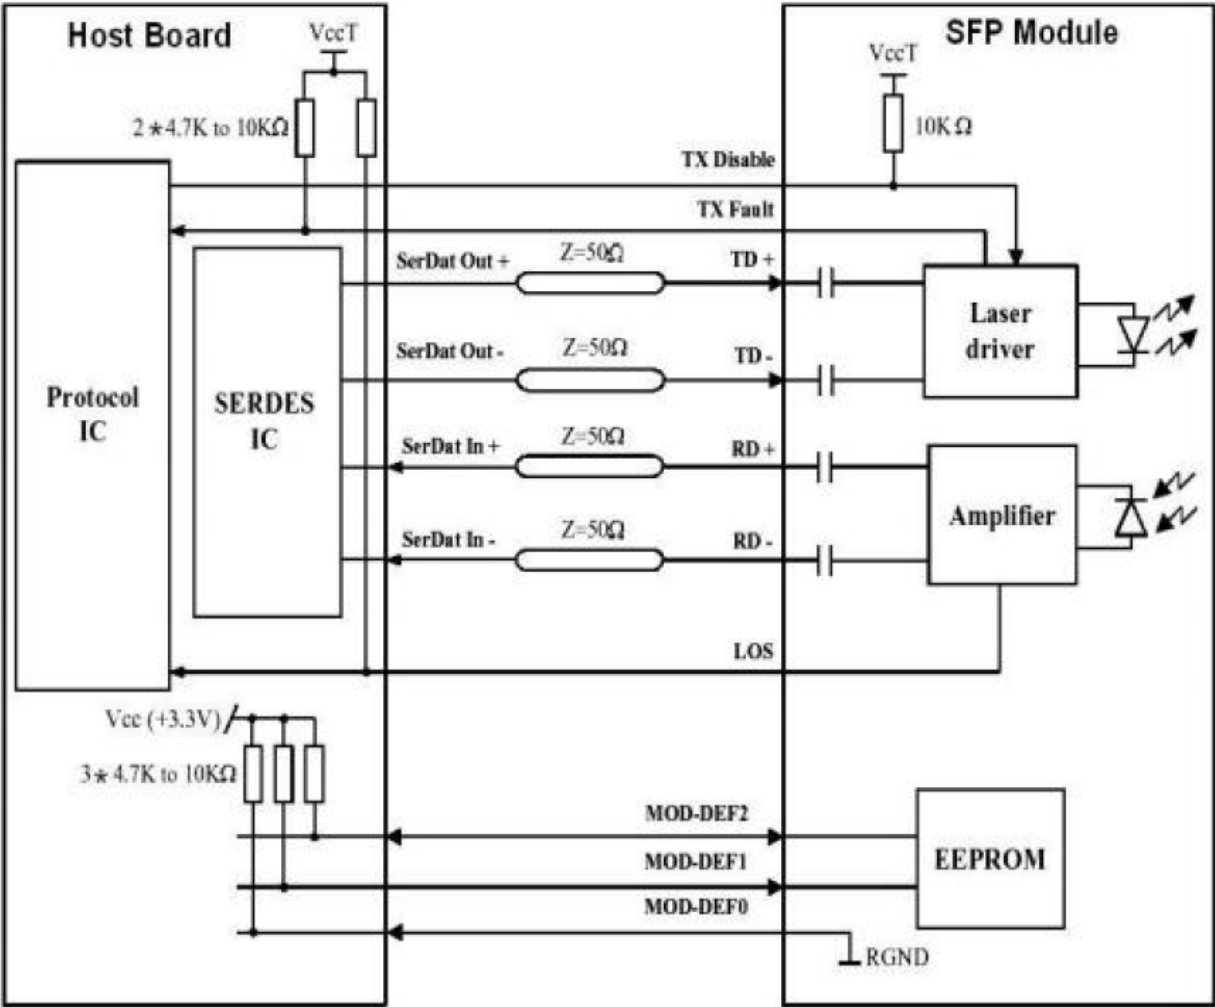 Host Board
VccT
SFP Module
VccT
2*4.7K to 10KΩ
10KΩ
TX Disable
TX Fault
SerDat Out +
Z=50Ω
TD +
Laser
driver
SerDat Out -
Z=50Ω
TD -
Protocol
IC
SERDES
IC
SerDat In +
Z=50Ω
RD +
Amplifier
SerDat In -
Z=50Ω
RD -
LOS
Vcc (+3.3V)
3*4.7K to 10KΩ
MOD-DEF2
MOD-DEF1
EEPROM
MOD-DEF0
RGND